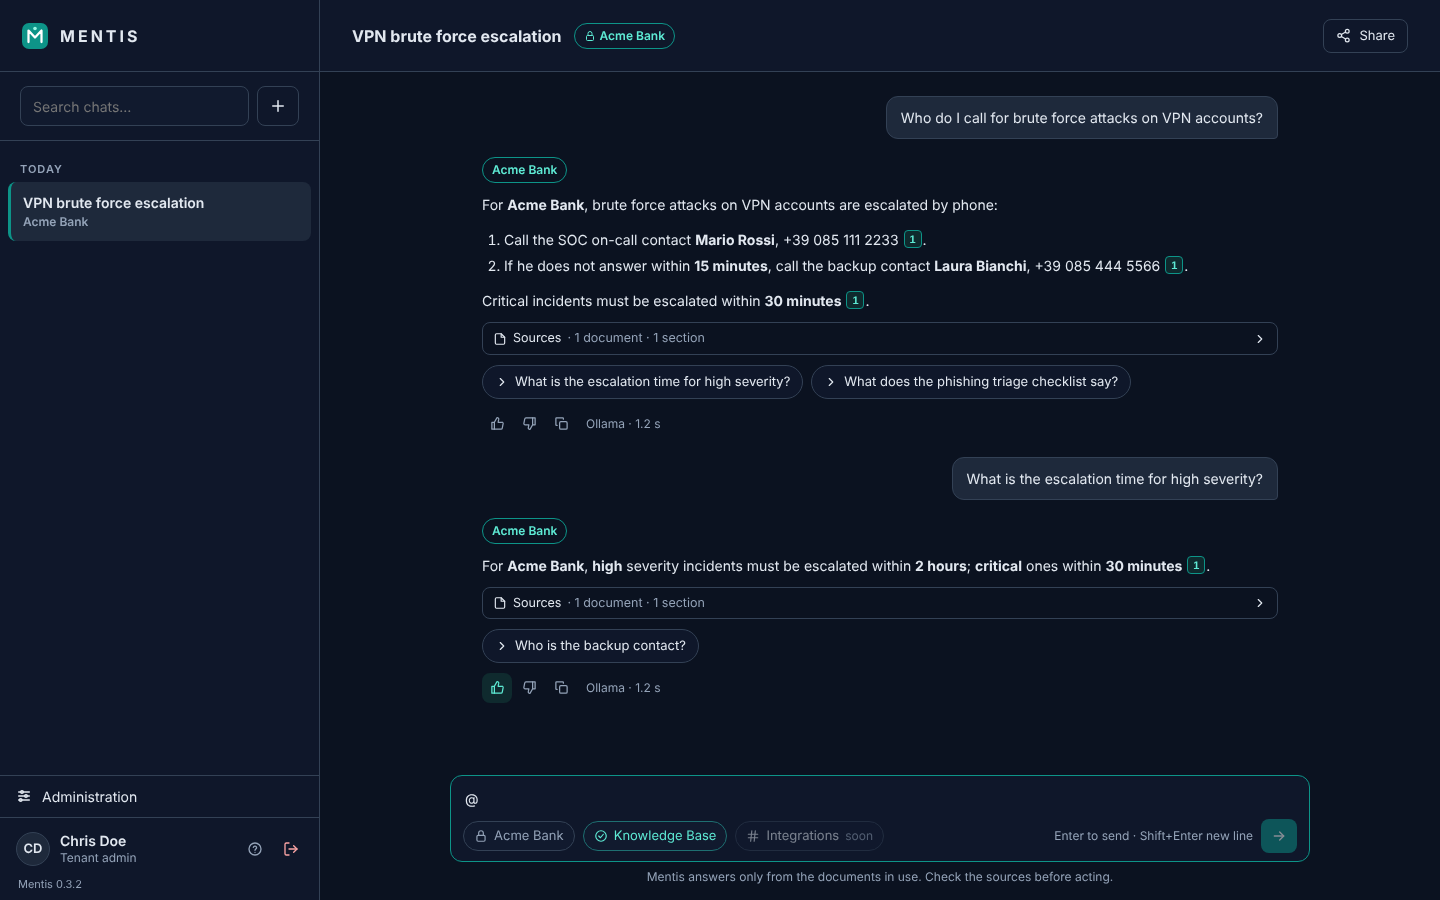 MENTIS
Search chats...
TODAY
VPN brute force escalation
Acme Bank
Administration
CD
Chris Doe
Tenant admin
Mentis 0.3.2
VPN brute force escalation
Acme Bank
Share
Who do I call for brute force attacks on VPN accounts?
Acme Bank
For Acme Bank, brute force attacks on VPN accounts are escalated by phone:
1. Call the SOC on-call contact Mario Rossi, +39 085 111 2233 1.
2. If he does not answer within 15 minutes, call the backup contact Laura Bianchi, +39 085 444 5566 1.
Critical incidents must be escalated within 30 minutes 1.
Sources · 1 document · 1 section
What is the escalation time for high severity?
What does the phishing triage checklist say?
Ollama · 1.2 s
What is the escalation time for high severity?
Acme Bank
For Acme Bank, high severity incidents must be escalated within 2 hours; critical ones within 30 minutes 1.
Sources · 1 document · 1 section
Who is the backup contact?
Ollama · 1.2 s
@
Acme Bank
Knowledge Base
Integrations soon
Enter to send · Shift+Enter new line
Mentis answers only from the documents in use. Check the sources before acting.